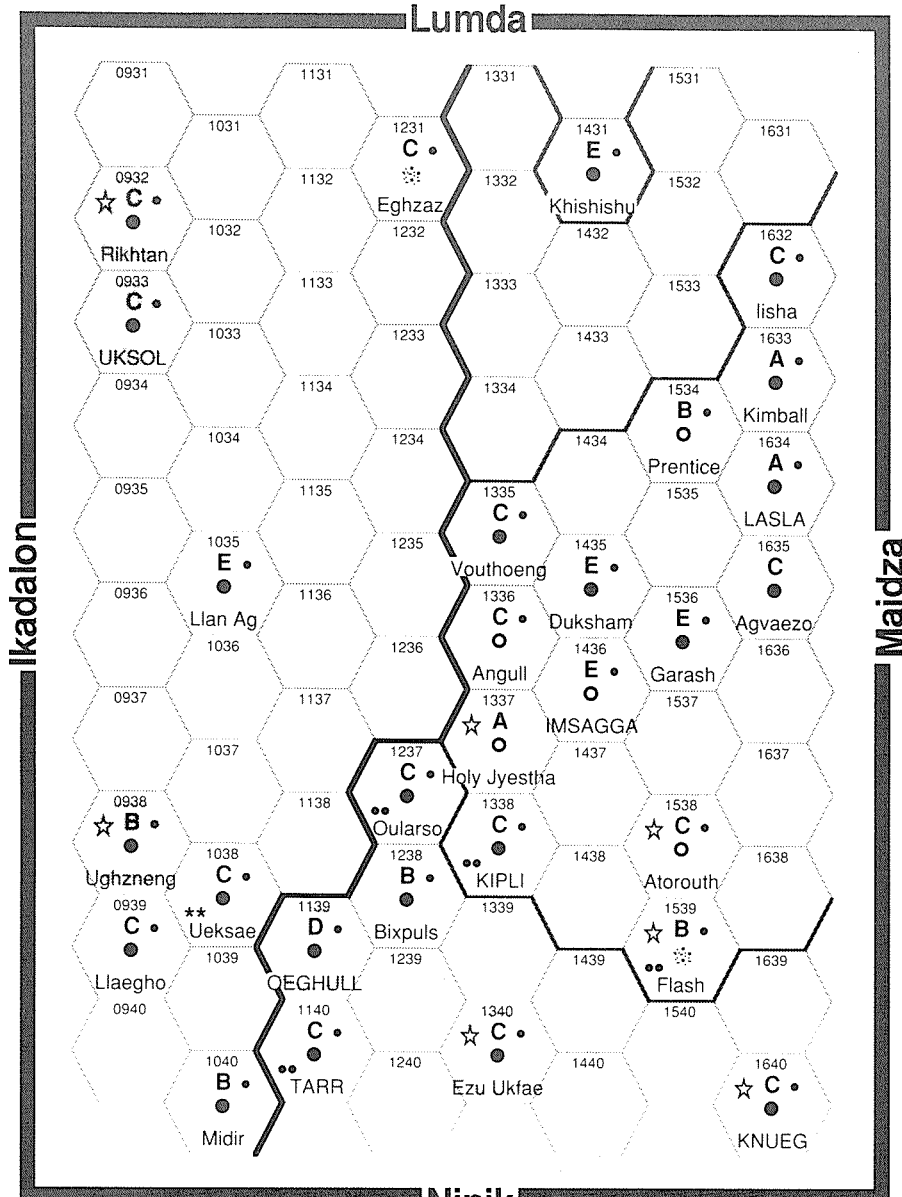 Lumda
0931 1131 1331 1531
1031 1231 1431 1631
C E
0932 1132 1332 1532
C
Eghzaz Khishishu
Rikhtan 1032 1232 1432 1632
C
0933 1133 1333 1533
C
Iisha
UKSOL 1033 1233 1433 1633
A
0934 1134 1334 1534
B
Kimball
1034 1234 1434 1634
A
Prentice
0935 1135 1335 1535
C
LASLA
1035 1235 1435 1635
E E C
Vouthoeng
0936 1136 1336 1536
C E
Llan Ag Duksham Agvaezo
1036 1236 1436 1636
E
Angull Garash
0937 1137 1337 1537
A
IMSAGGA
1037 1237 1437 1637
C
Holy Jyestha
0938 1138 1338 1538
B C C
Oularso
1038 1238 1438 1638
C B
Ughzneng KIPLI Atorouth
0939 1139 1339 1539
C ** D B
Ueksae Bixpuls
1039 1239 1439 1639
Llaegho OEGHULL Flash
0940 1140 1340 1540
C C
1040 1240 1440 1640
B C
TARR Ezu Ukfae
Midir KNUEG
Ikadalon
Maidza